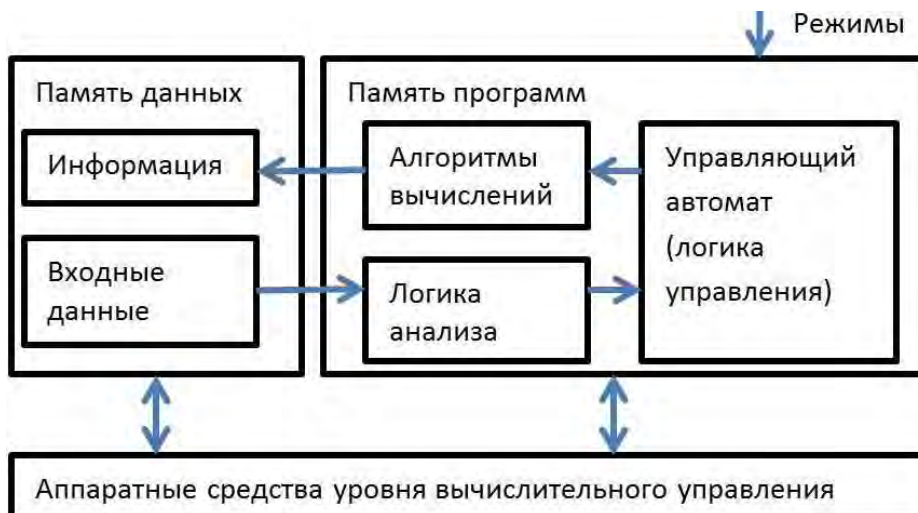 Режимы
Память данных
Информация
Входные
данные
Память программ
Алгоритмы
вычислений
Логика
анализа
Управляющий
автомат
(логика
управления)
Аппаратные средства уровня вычислительного управления